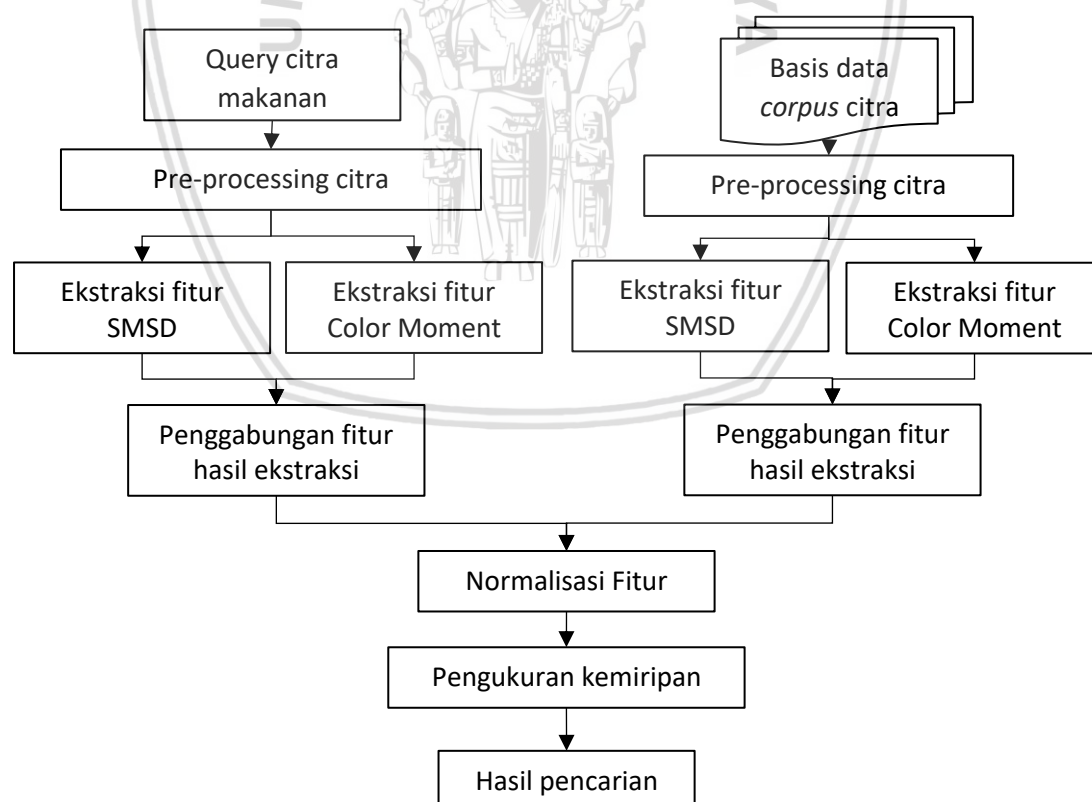 Query citra
makanan
Basis data
corpus citra
Pre-processing citra
Pre-processing citra
Ekstraksi fitur
SMSD
Ekstraksi fitur
Color Moment
Ekstraksi fitur
SMSD
Ekstraksi fitur
Color Moment
Penggabungan fitur
hasil ekstraksi
Penggabungan fitur
hasil ekstraksi
Normalisasi Fitur
Pengukuran kemiripan
Hasil pencarian